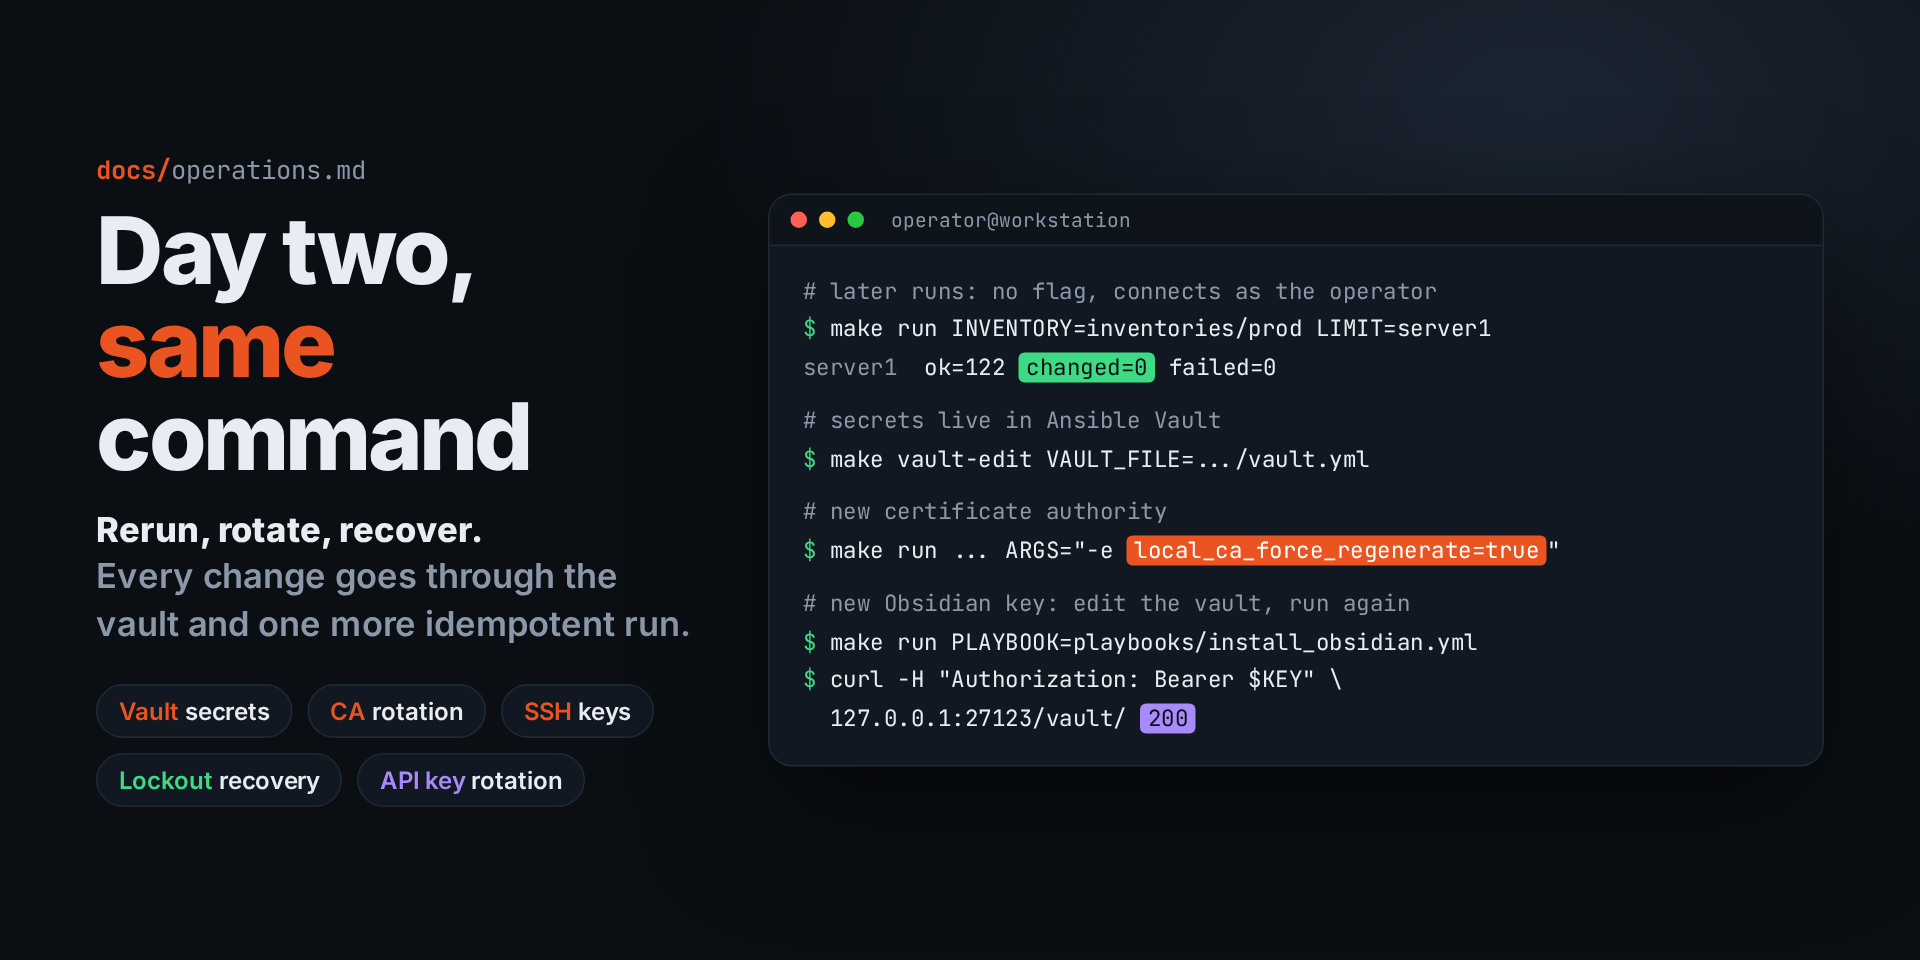 docs/operations.md
Day two,
same
command
Rerun, rotate, recover.
Every change goes through the
vault and one more idempotent run.
Vault secrets
CA rotation
SSH keys
Lockout recovery
API key rotation
operator@workstation
# later runs: no flag, connects as the operator
$ make run INVENTORY=inventories/prod LIMIT=server1
server1  ok=122 changed=0 failed=0
# secrets live in Ansible Vault
$ make vault-edit VAULT_FILE=.../vault.yml
# new certificate authority
$ make run ... ARGS="-e local_ca_force_regenerate=true"
# new Obsidian key: edit the vault, run again
$ make run PLAYBOOK=playbooks/install_obsidian.yml
$ curl -H "Authorization: Bearer $KEY" \
127.0.0.1:27123/vault/ 200